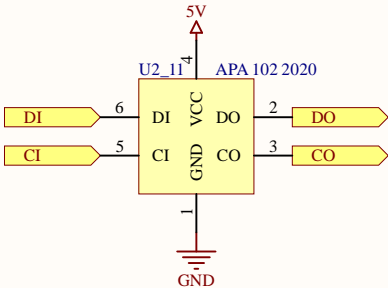 5V
4
U2_11 APA 102 2020
DI 6 DI VCC DO 2 DO
CI 5 CI GND CO 3 CO
1
GND